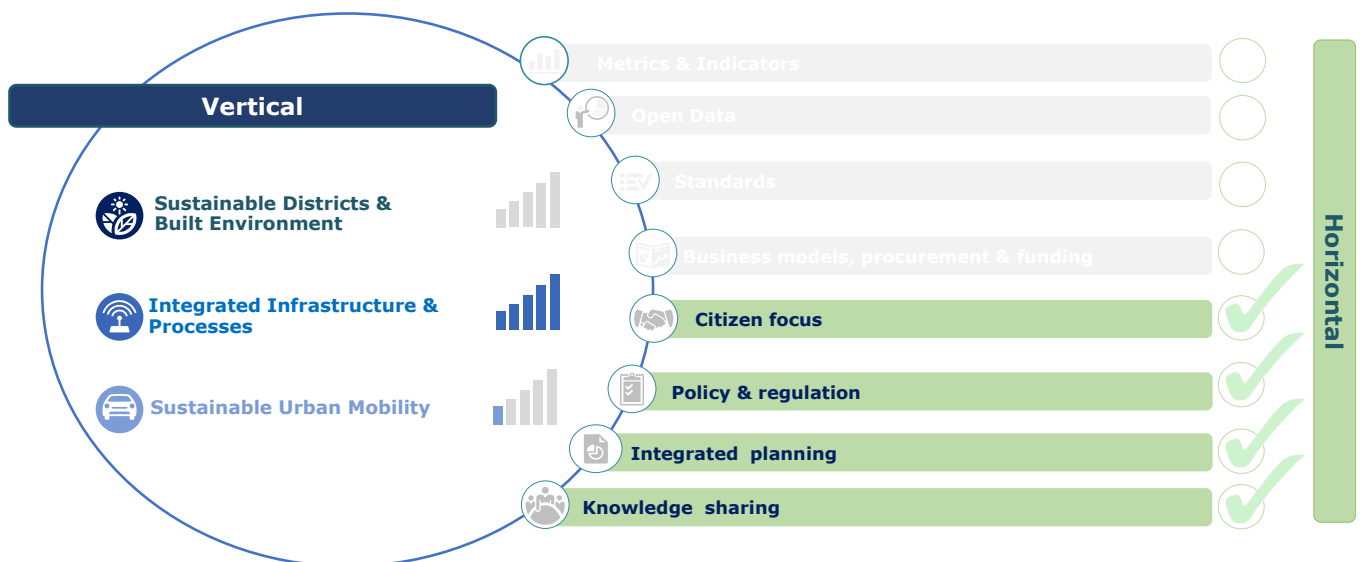 Vertical
Sustainable Districts &
Built Environment
Integrated Infrastructure &
Processes
Sustainable Urban Mobility
Metrics & Indicators
Open Data
Standards
Business models, procurement & funding
Citizen focus
Policy & regulation
Integrated planning
Knowledge sharing
Horizontal